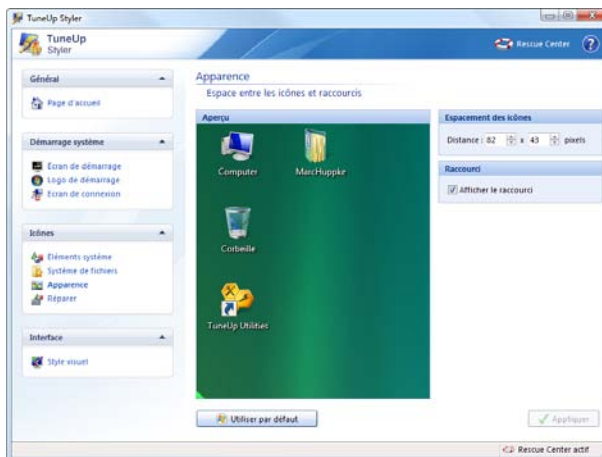 TuneUp Styler
TuneUp
Styler
Rescue Center
Général
Page d'accueil
Démarrage système
Ecran de démarrage
Logo de démarrage
Ecran de connexion
Icônes
Eléments système
Système de fichiers
Apparence
Réparer
Interface
Style visuel
Apparence
Espace entre les icônes et raccourcis
Aperçu
Computer
MarcHuppke
Corbeille
TuneUp Utilities
Espacement des icônes
Distance : 82 x 43 pixels
Raccourci
Afficher le raccourci
Utiliser par défaut
Appliquer
Rescue Center actif